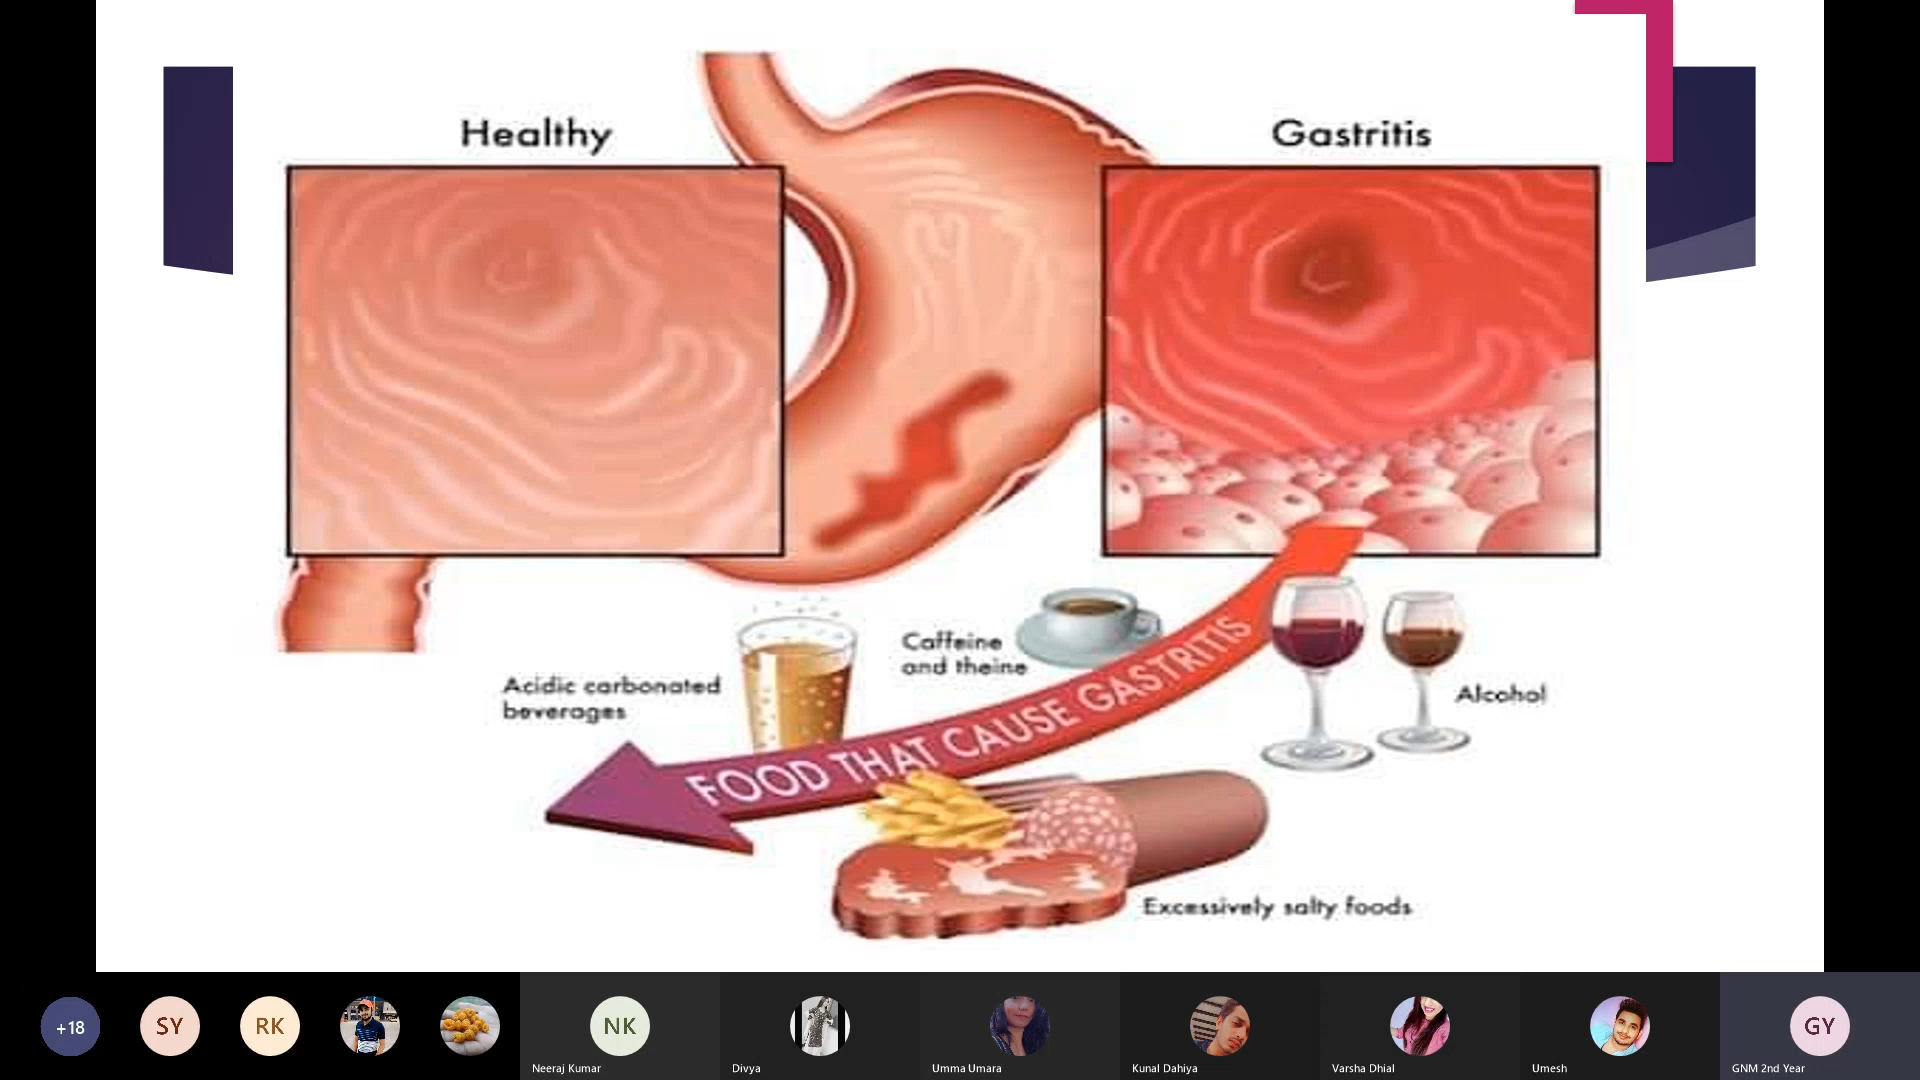 Healthy
Gastritis
Caffeine
and theine
Acidic carbonated
beverages
Alcohol
FOOD THAT CAUSE GASTRITIS
Excessively salty foods
+18
SY
RK
NK
GY
Neeraj Kumar
Divya
Umma Umara
Kunal Dahiya
Varsha Dhial
Umesh
GNM 2nd Year